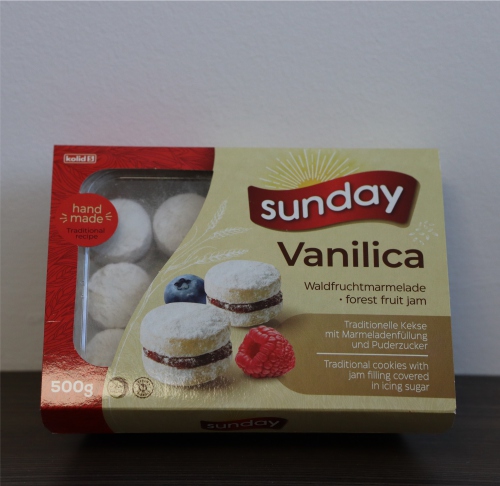 kolid
hand
made
Traditional
recipe
sunday
Vanilica
Waldfruchtmarmelade
• forest fruit jam
Traditionelle Kekse
mit Marmeladenfüllung
und Puderzucker
Traditional cookies with
jam filling covered
in icing sugar
500g
sunday